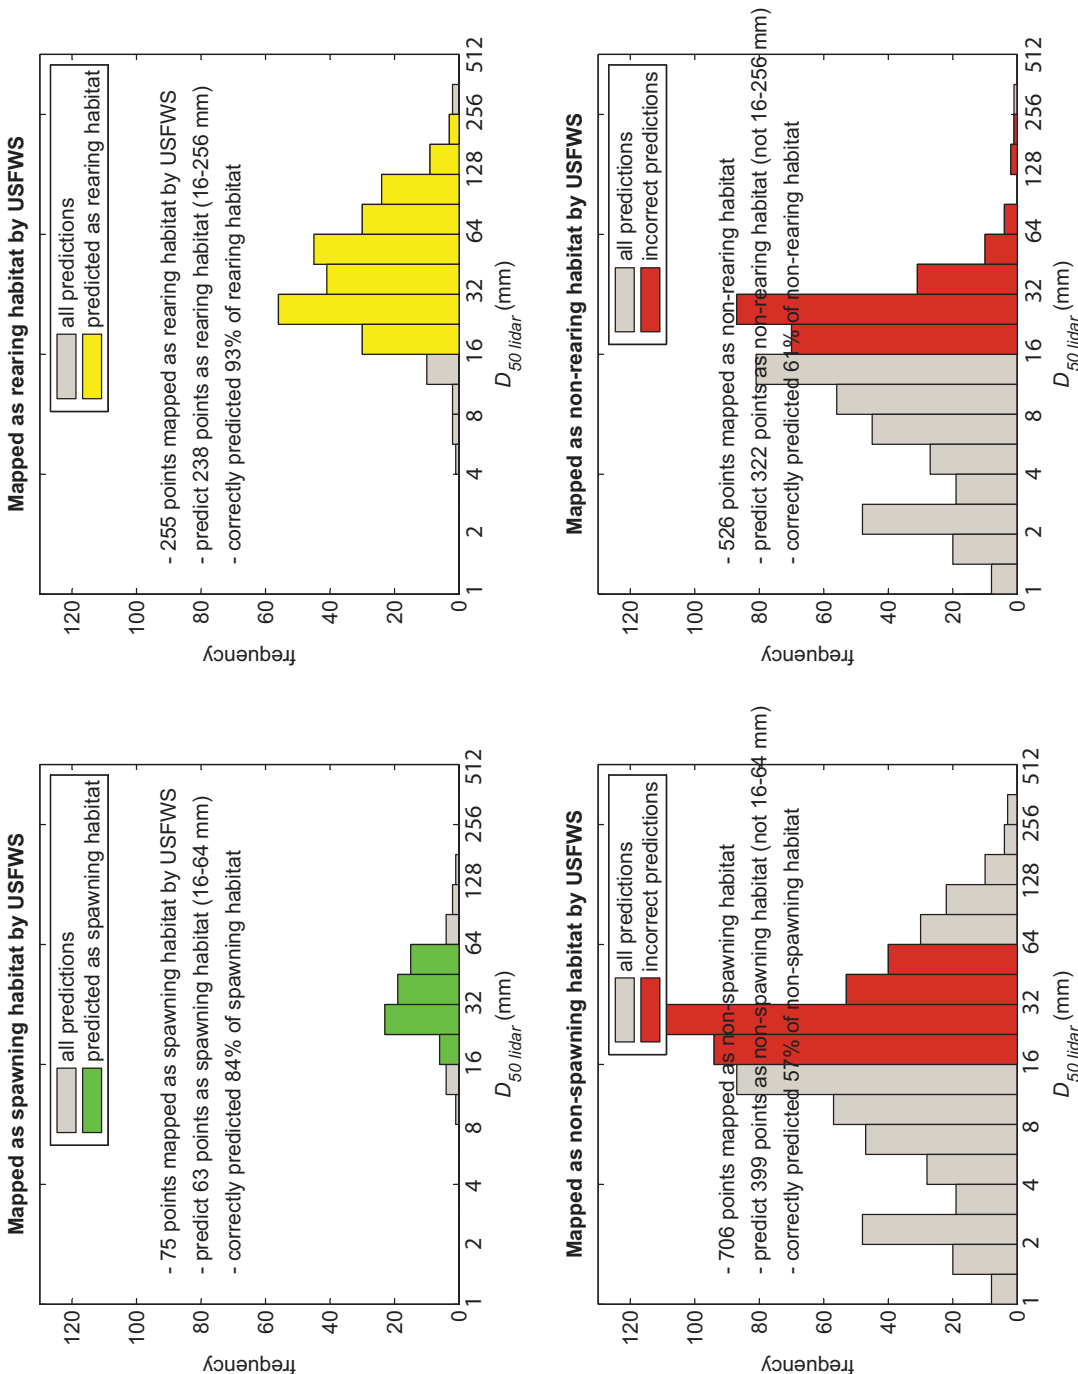 Mapped as spawning habitat by USFWS
all predictions
predicted as spawning habitat
- 75 points mapped as spawning habitat by USFWS
- predict 63 points as spawning habitat (16-64 mm)
- correctly predicted 84% of spawning habitat
frequency
120
100
80
60
40
20
0
1 2 4 8 16 32 64 128 256 512
D50 lidar (mm)
Mapped as rearing habitat by USFWS
all predictions
predicted as rearing habitat
- 255 points mapped as rearing habitat by USFWS
- predict 238 points as rearing habitat (16-256 mm)
- correctly predicted 93% of rearing habitat
frequency
120
100
80
60
40
20
0
1 2 4 8 16 32 64 128 256 512
D50 lidar (mm)
Mapped as non-spawning habitat by USFWS
all predictions
incorrect predictions
- 706 points mapped as non-spawning habitat
- predict 399 points as non-spawning habitat (not 16-64 mm)
- correctly predicted 57% of non-spawning habitat
frequency
120
100
80
60
40
20
0
1 2 4 8 16 32 64 128 256 512
D50 lidar (mm)
Mapped as non-rearing habitat by USFWS
all predictions
incorrect predictions
- 526 points mapped as non-rearing habitat
- predict 322 points as non-rearing habitat (not 16-256 mm)
- correctly predicted 61% of non-rearing habitat
frequency
120
100
80
60
40
20
0
1 2 4 8 16 32 64 128 256 512
D50 lidar (mm)